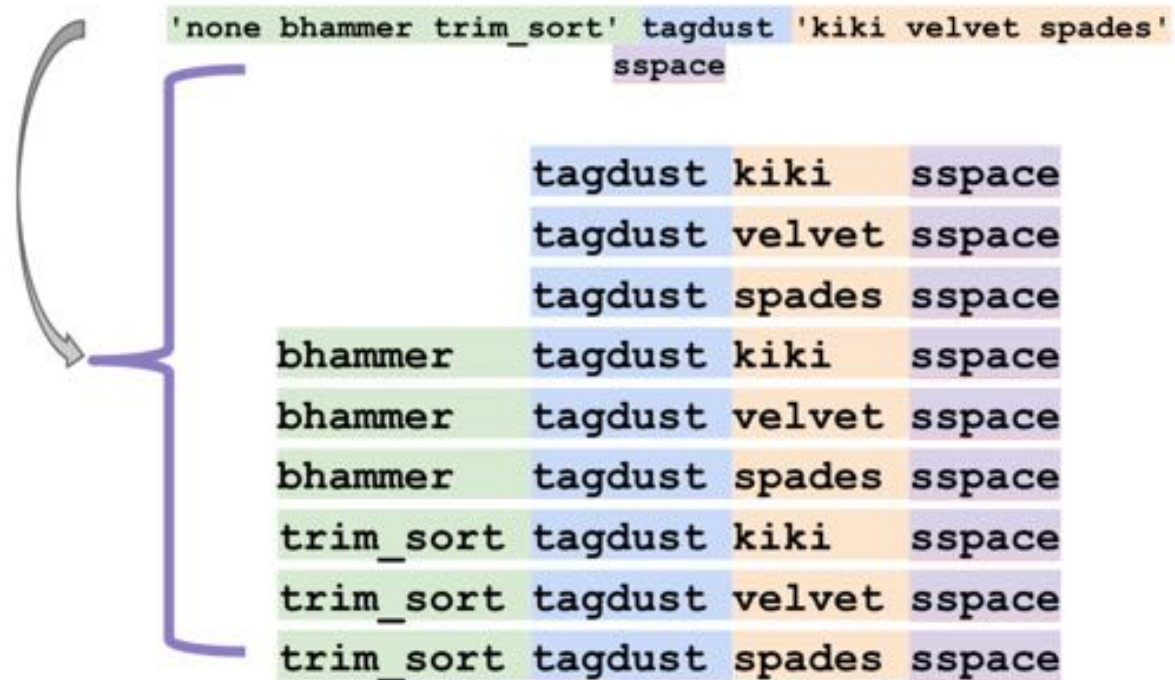 'none bhammer trim_sort' tagdust 'kiki velvet spades'
sspace
tagdust kiki sspace
tagdust velvet sspace
tagdust spades sspace
bhammer tagdust kiki sspace
bhammer tagdust velvet sspace
bhammer tagdust spades sspace
trim_sort tagdust kiki sspace
trim_sort tagdust velvet sspace
trim_sort tagdust spades sspace